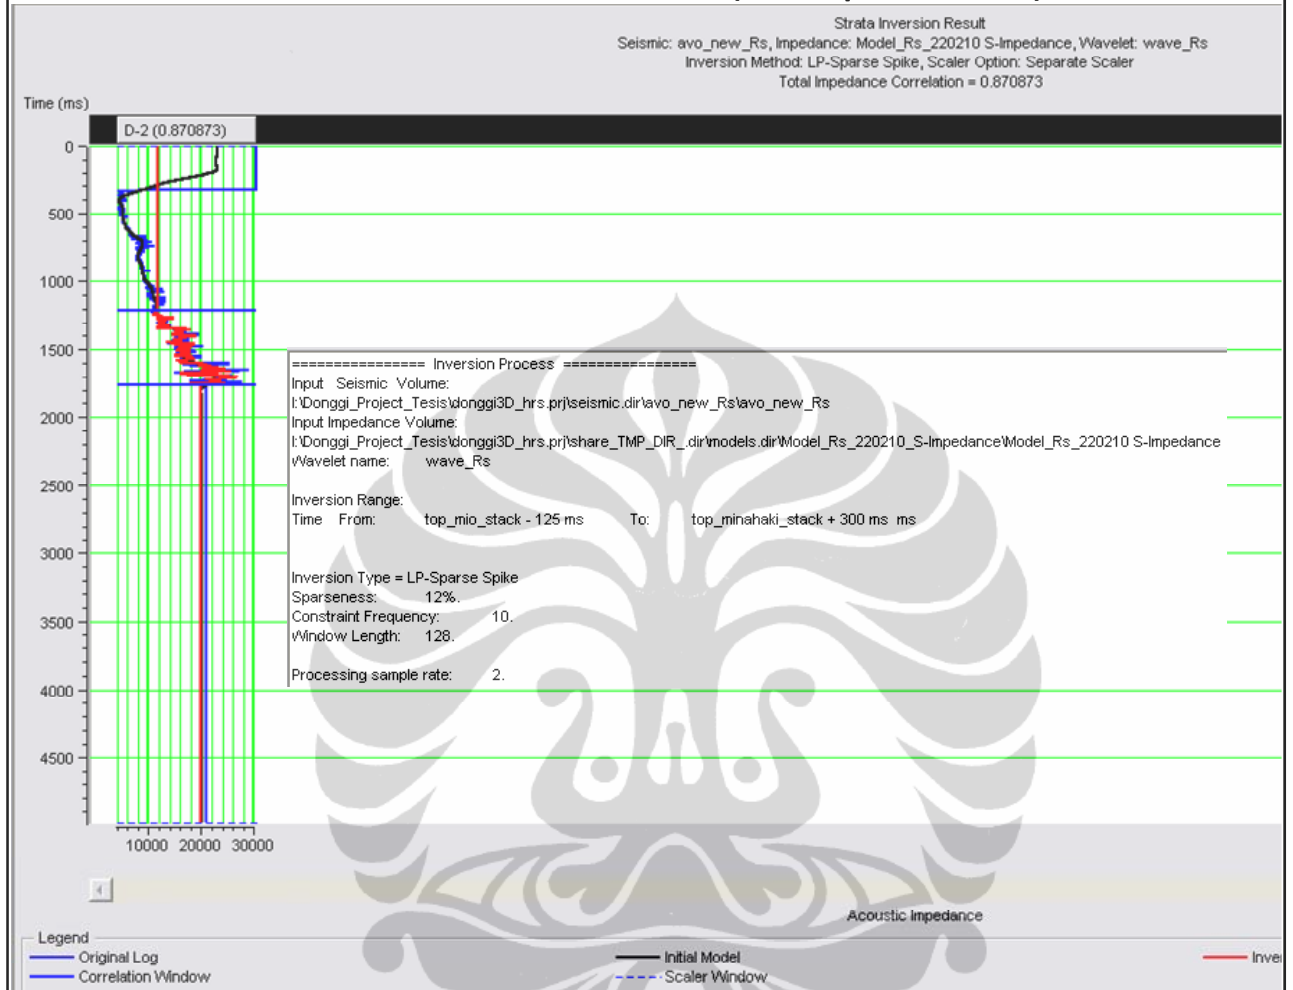 Strata Inversion Result
Seismic: avo_new_Rs, Impedance: Model_Rs_220210 S-Impedance, Wavelet: wave_Rs
Inversion Method: LP-Sparse Spike, Scaler Option: Separate Scaler
Total Impedance Correlation = 0.870873
Time (ms)
D-2 (0.870873)
0
500
1000
1500
================ Inversion Process ================
Input Seismic Volume:
I:\Donggi_Project_Tesis\donggi3D_hrs.prj\seismic.dir\avo_new_Rs\avo_new_Rs
2000
Input Impedance Volume:
I:\Donggi_Project_Tesis\donggi3D_hrs.prj\share_TMP_DIR_.dir\models.dir\Model_Rs_220210_S-Impedance\Model_Rs_220210 S-Impedance
Wavelet name: wave_Rs
2500
Inversion Range:
Time From: top_mio_stack - 125 ms To: top_minahaki_stack + 300 ms ms
3000
Inversion Type = LP-Sparse Spike
Sparseness: 12%.
Constraint Frequency: 10.
3500
Window Length: 128.
Processing sample rate: 2.
4000
4500
10000 20000 30000
Acoustic Impedance
Legend
Original Log Initial Model
Correlation Window Scaler Window